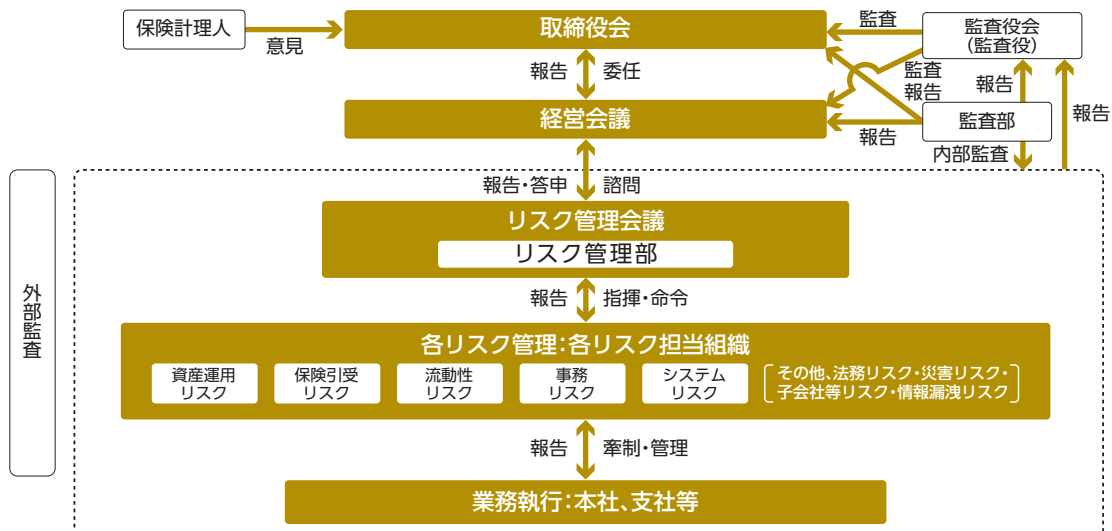 保険計理人
意見
取締役会
監査
監査役会
(監査役)
報告
委任
監査
報告
報告
報告
経営会議
報告
監査部
内部監査
外部監査
報告・答申
諮問
リスク管理会議
リスク管理部
報告
指揮・命令
各リスク管理:各リスク担当組織
資産運用
リスク
保険引受
リスク
流動性
リスク
事務
リスク
システム
リスク
その他、法務リスク・災害リスク・
子会社等リスク・情報漏洩リスク
報告
牽制・管理
業務執行:本社、支社等